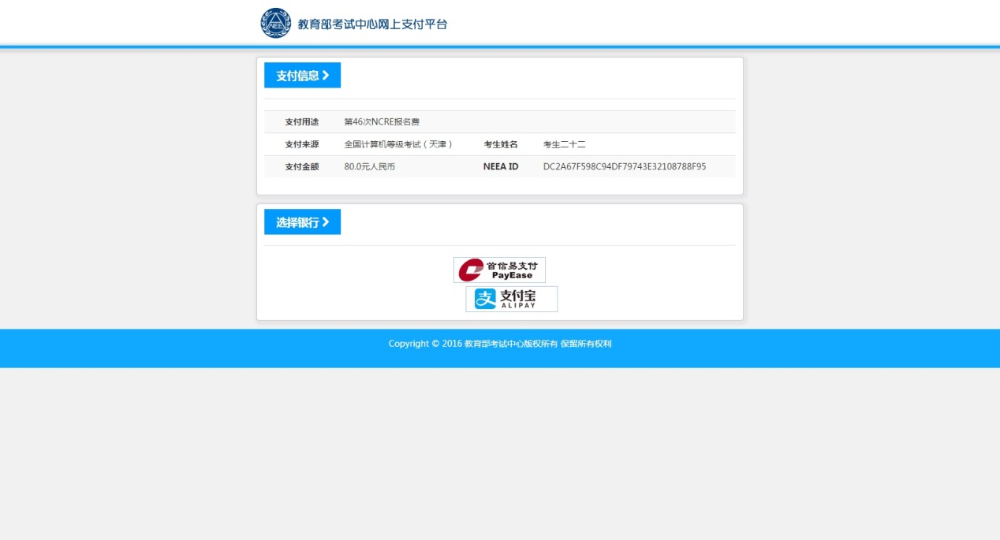 NEE
教育部考试中心网上支付平台
支付信息
支付用途 第46次NCRE报名费
支付来源 全国计算机等级考试（天津） 考生姓名 考生二十二
支付金额 80.0元人民币 NEEA ID DC2A67F598C94DF79743E32108788F95
选择银行
首信易支付
PayEase
支 支付宝
ALIPAY
Copyright © 2016 教育部考试中心版权所有 保留所有权利